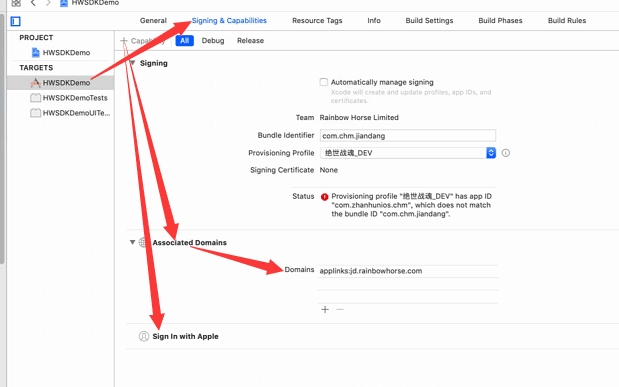 HWSDKDemo
General
Signing & Capabilities
Resource Tags
Info
Build Settings
Build Phases
Build Rules
PROJECT
HWSDKDemo
TARGETS
HWSDKDemo
HWSDKDemoTests
HWSDKDemoUITe...
+ Capability
All
Debug
Release
Signing
Automatically manage signing
Xcode will create and update profiles, app IDs, and
certificates.
Team
Rainbow Horse Limited
Bundle Identifier
com.chm.jiandang
Provisioning Profile
绝世战魂_DEV
Signing Certificate
None
Status
Provisioning profile "绝世战魂_DEV" has app ID
"com.zhanhunios.chm", which does not match
the bundle ID "com.chm.jiandang".
Associated Domains
Domains
applinks:jd.rainbowhorse.com
Sign In with Apple